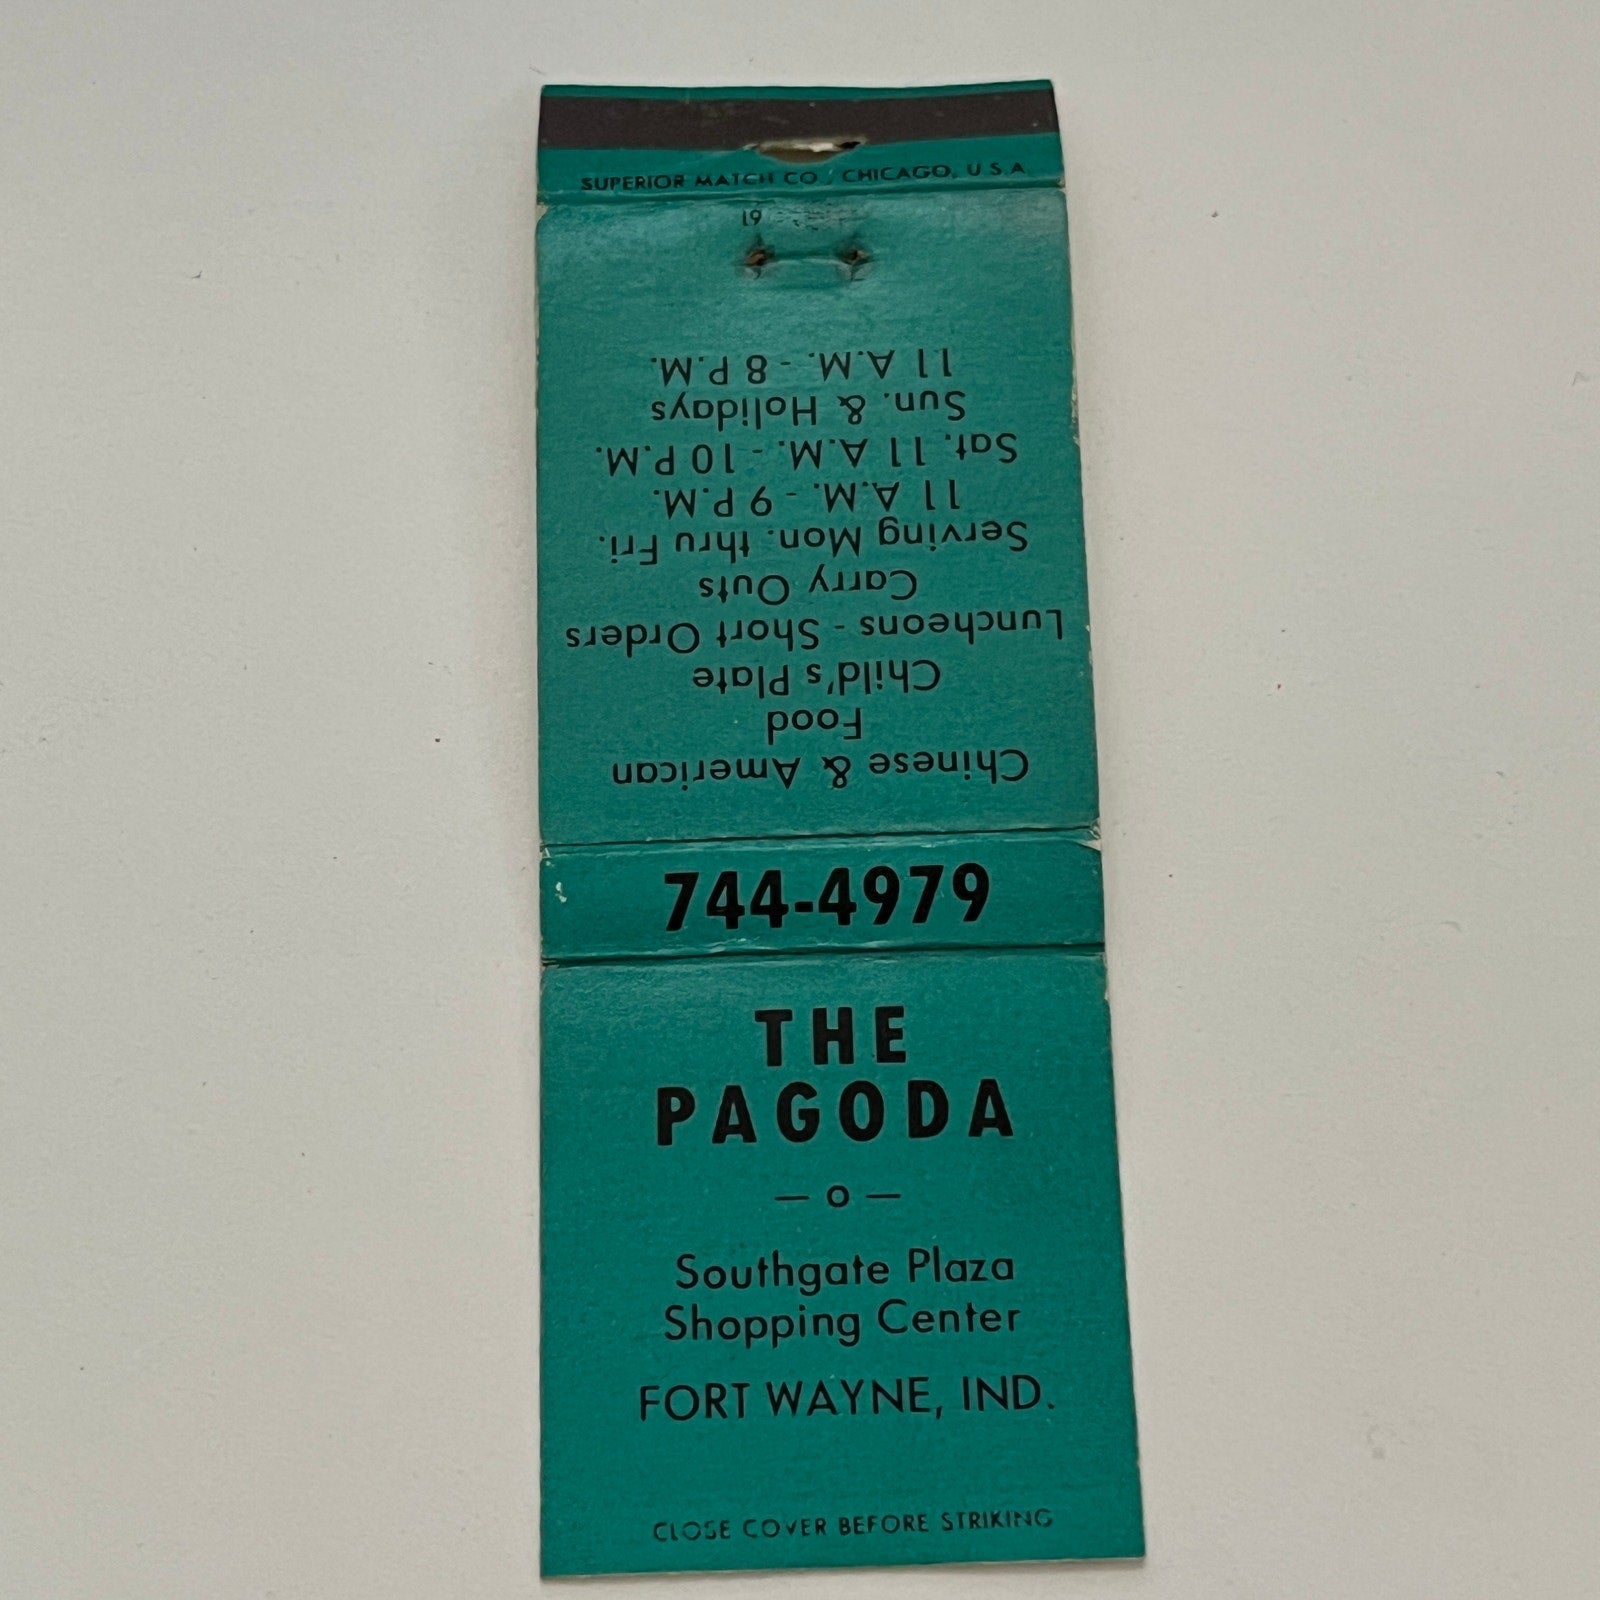 SUPERIOR MATCH CO., CHICAGO, U.S.A.
Chinese & American
Food
Child's Plate
Luncheons - Short Orders
Carry Outs
Serving Mon. thru Fri.
11 A.M. - 9 P.M.
Sat. 11 A.M. - 10 P.M.
Sun. & Holidays
11 A.M. - 8 P.M.
744-4979
THE
PAGODA
— o —
Southgate Plaza
Shopping Center
FORT WAYNE, IND.
CLOSE COVER BEFORE STRIKING